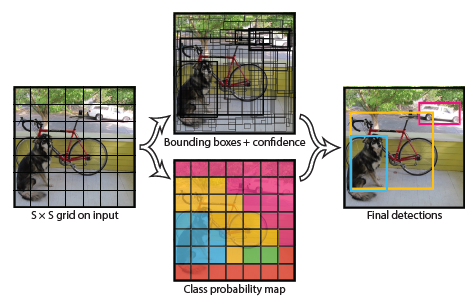 Bounding boxes + confidence
S × S grid on input
Final detections
Class probability map